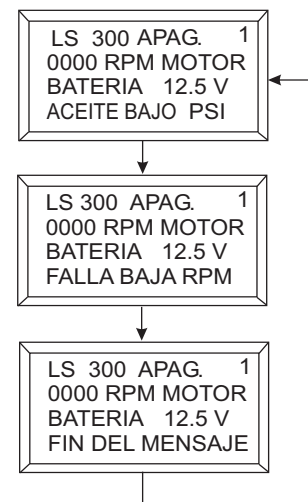 LS 300 APAG. 1
0000 RPM MOTOR
BATERIA 12.5 V
ACEITE BAJO PSI
LS 300 APAG. 1
0000 RPM MOTOR
BATERIA 12.5 V
FALLA BAJA RPM
LS 300 APAG. 1
0000 RPM MOTOR
BATERIA 12.5 V
FIN DEL MENSAJE